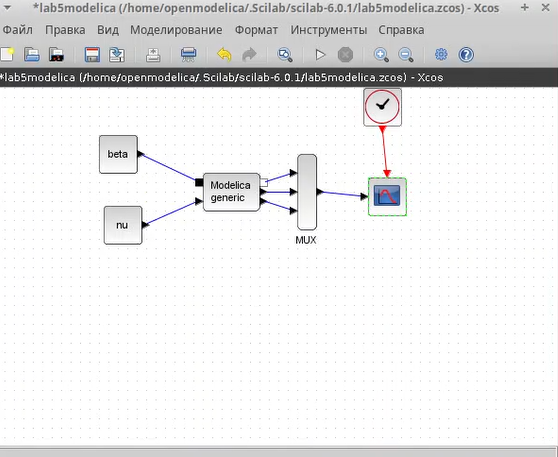 *lab5modelica (/home/openmodelica/.Scilab/scilab-6.0.1/lab5modelica.zcos) - Xcos
Файл Правка Вид Моделирование Формат Инструменты Справка
*lab5modelica (/home/openmodelica/.Scilab/scilab-6.0.1/lab5modelica.zcos) - Xcos
beta
Modelica
generic
nu
MUX